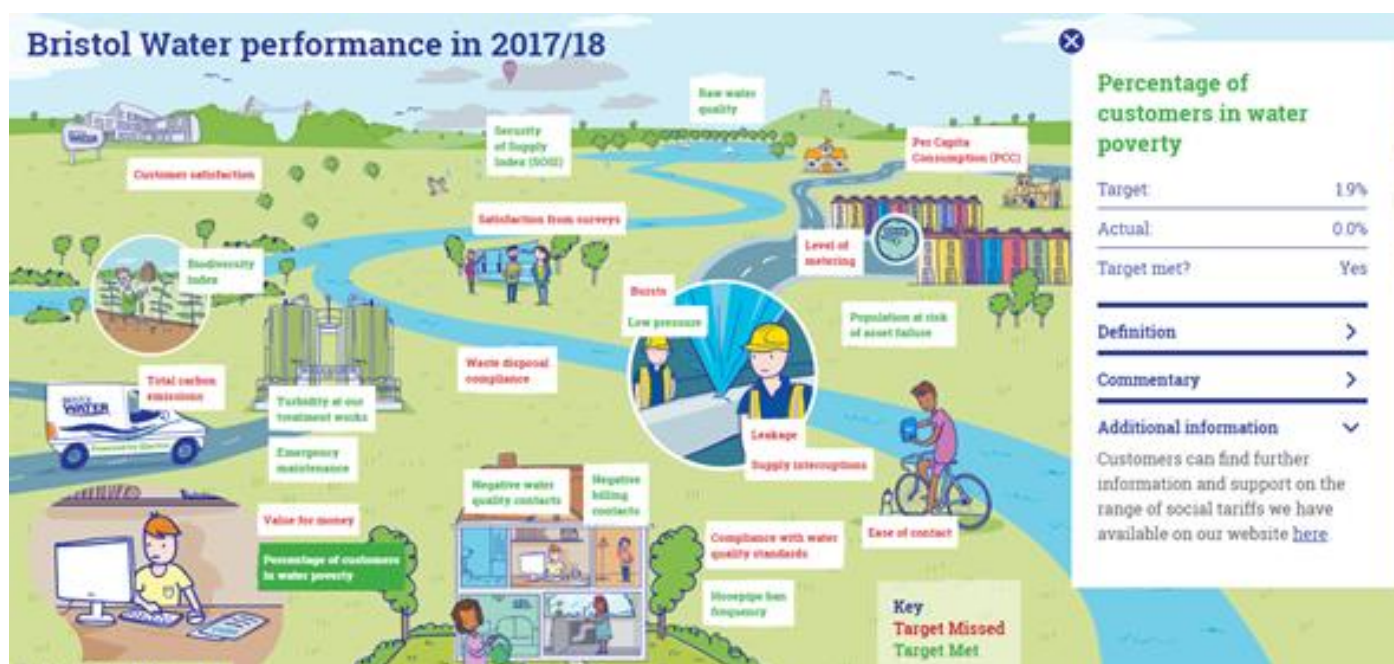 Bristol Water performance in 2017/18
Raw water
quality
Security
of Supply
Index (SOSI)
Per Capita
Consumption (PCC)
Customer satisfaction
Satisfaction from surveys
Level of
metering
Biodiversity
Index
Bursts
Low pressure
Population at risk
of asset failure
Waste disposal
compliance
Total carbon
emissions
WATER
Turbidity at our
treatment works
Leakage
Supply interruptions
Emergency
maintenance
Negative water
quality contacts
Negative
billing
contacts
Value for money
Percentage of customers
in water poverty
Compliance with water
quality standards
Ease of contact
Hosepipe ban
frequency
Key
Target Missed
Target Met
Percentage of
customers in water
poverty
Target: 1.9%
Actual: 0.0%
Target met? Yes
Definition
Commentary
Additional information
Customers can find further
information and support on the
range of social tariffs we have
available on our website here